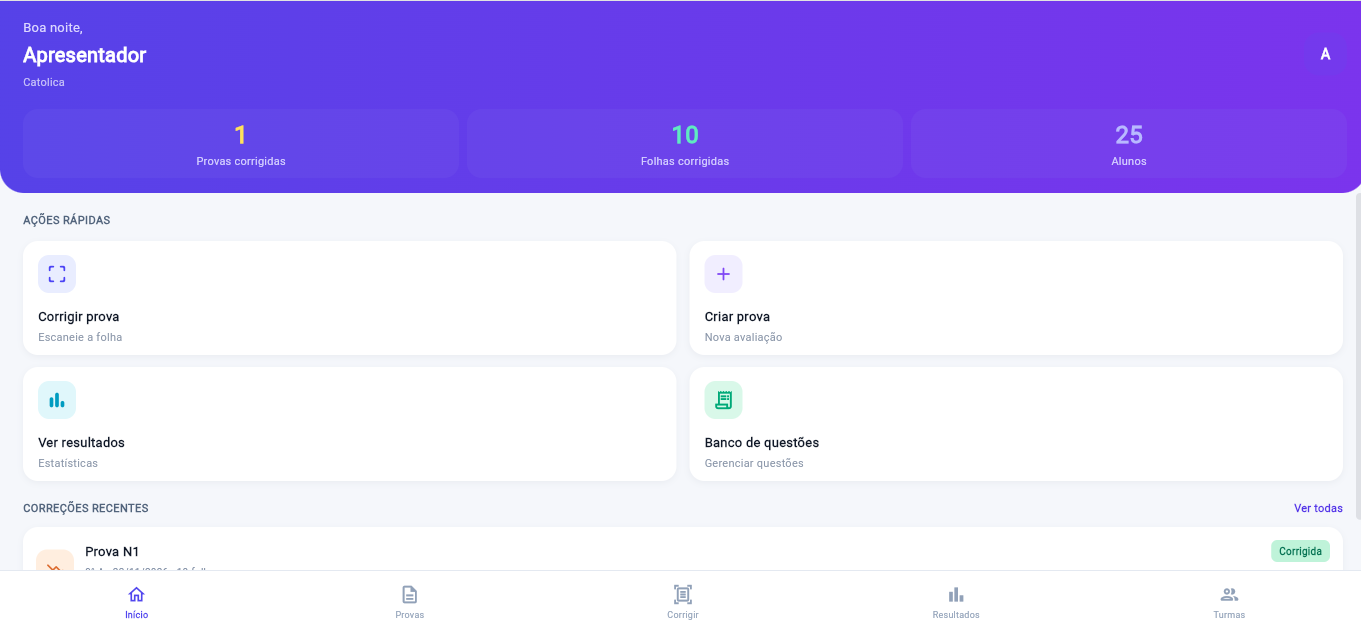 Boa noite,
Apresentador
A
Catolica
1
Provas corrigidas
10
Folhas corrigidas
25
Alunos
AÇÕES RÁPIDAS
Corrigir prova
Escaneie a folha
Criar prova
Nova avaliação
Ver resultados
Estatísticas
Banco de questões
Gerenciar questões
CORREÇÕES RECENTES
Ver todas
Prova N1
Corrigida
Início
Provas
Corrigir
Resultados
Turmas